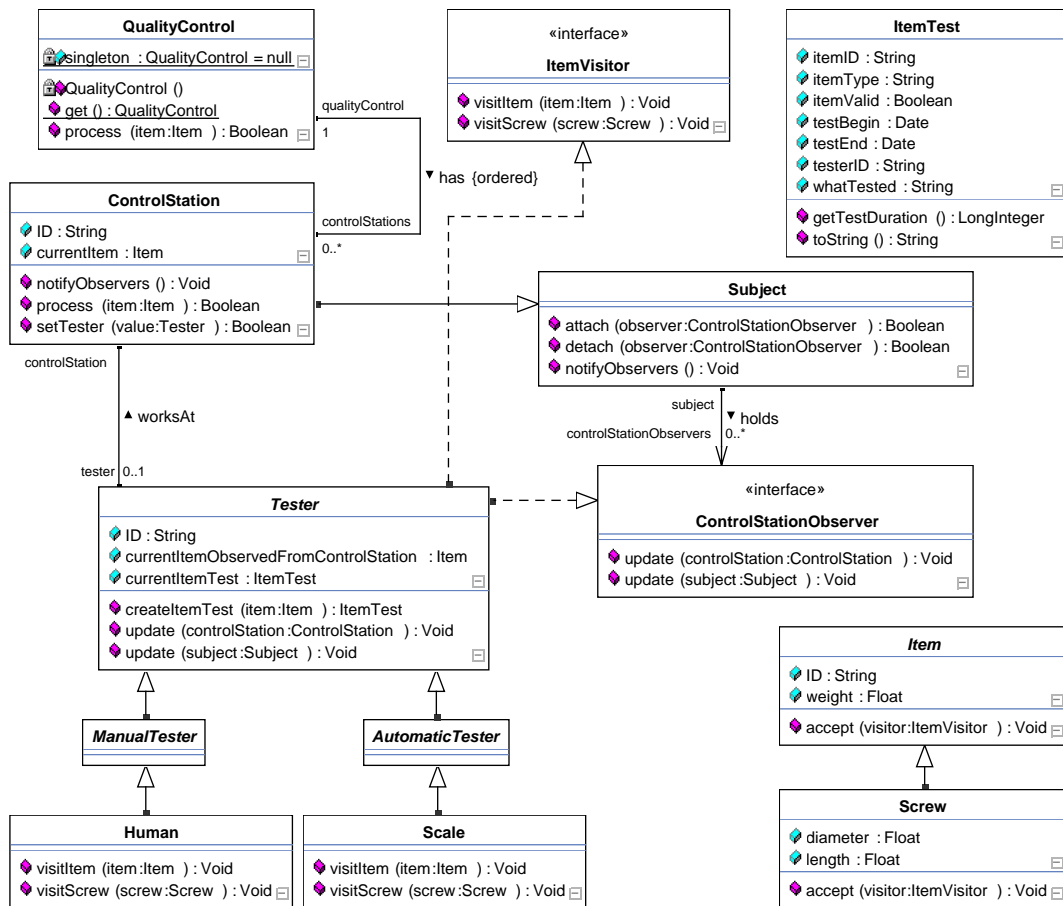 QualityControl
singleton : QualityControl = null
QualityControl ()
get () : QualityControl
process (item:Item ) : Boolean
«interface»
ItemVisitor
visitItem (item:Item ) : Void
visitScrew (screw:Screw ) : Void
ItemTest
itemID : String
itemType : String
itemValid : Boolean
testBegin : Date
testEnd : Date
testerID : String
whatTested : String
getTestDuration () : LongInteger
toString () : String
qualityControl
1
has {ordered}
controlStations
0..*
ControlStation
ID : String
currentItem : Item
notifyObservers () : Void
process (item:Item ) : Boolean
setTester (value:Tester ) : Boolean
Subject
attach (observer:ControlStationObserver ) : Boolean
detach (observer:ControlStationObserver ) : Boolean
notifyObservers () : Void
controlStation
worksAt
tester 0..1
subject
holds
controlStationObservers 0..*
«interface»
ControlStationObserver
update (controlStation:ControlStation ) : Void
update (subject:Subject ) : Void
Tester
ID : String
currentItemObservedFromControlStation : Item
currentItemTest : ItemTest
createItemTest (item:Item ) : ItemTest
update (controlStation:ControlStation ) : Void
update (subject:Subject ) : Void
Item
ID : String
weight : Float
accept (visitor:ItemVisitor ) : Void
ManualTester
AutomaticTester
Human
visitItem (item:Item ) : Void
visitScrew (screw:Screw ) : Void
Scale
visitItem (item:Item ) : Void
visitScrew (screw:Screw ) : Void
Screw
diameter : Float
length : Float
accept (visitor:ItemVisitor ) : Void